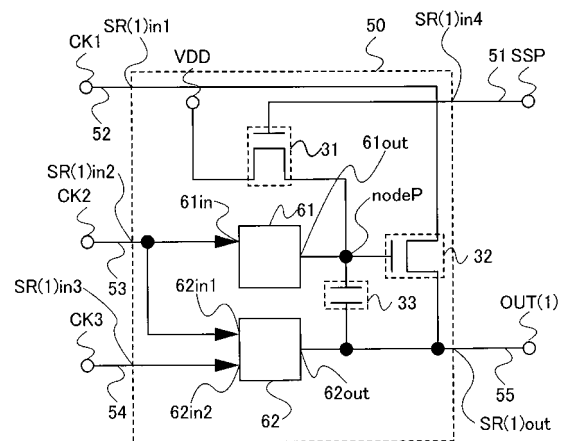 SR(1)in1
50
SR(1)in4
CK1
VDD
51 SSP
52
31
61out
SR(1)in2
61
nodeP
CK2
61in
53
32
SR(1)in3
62in1
33
OUT(1)
CK3
54
62in2
62
62out
55
SR(1)out